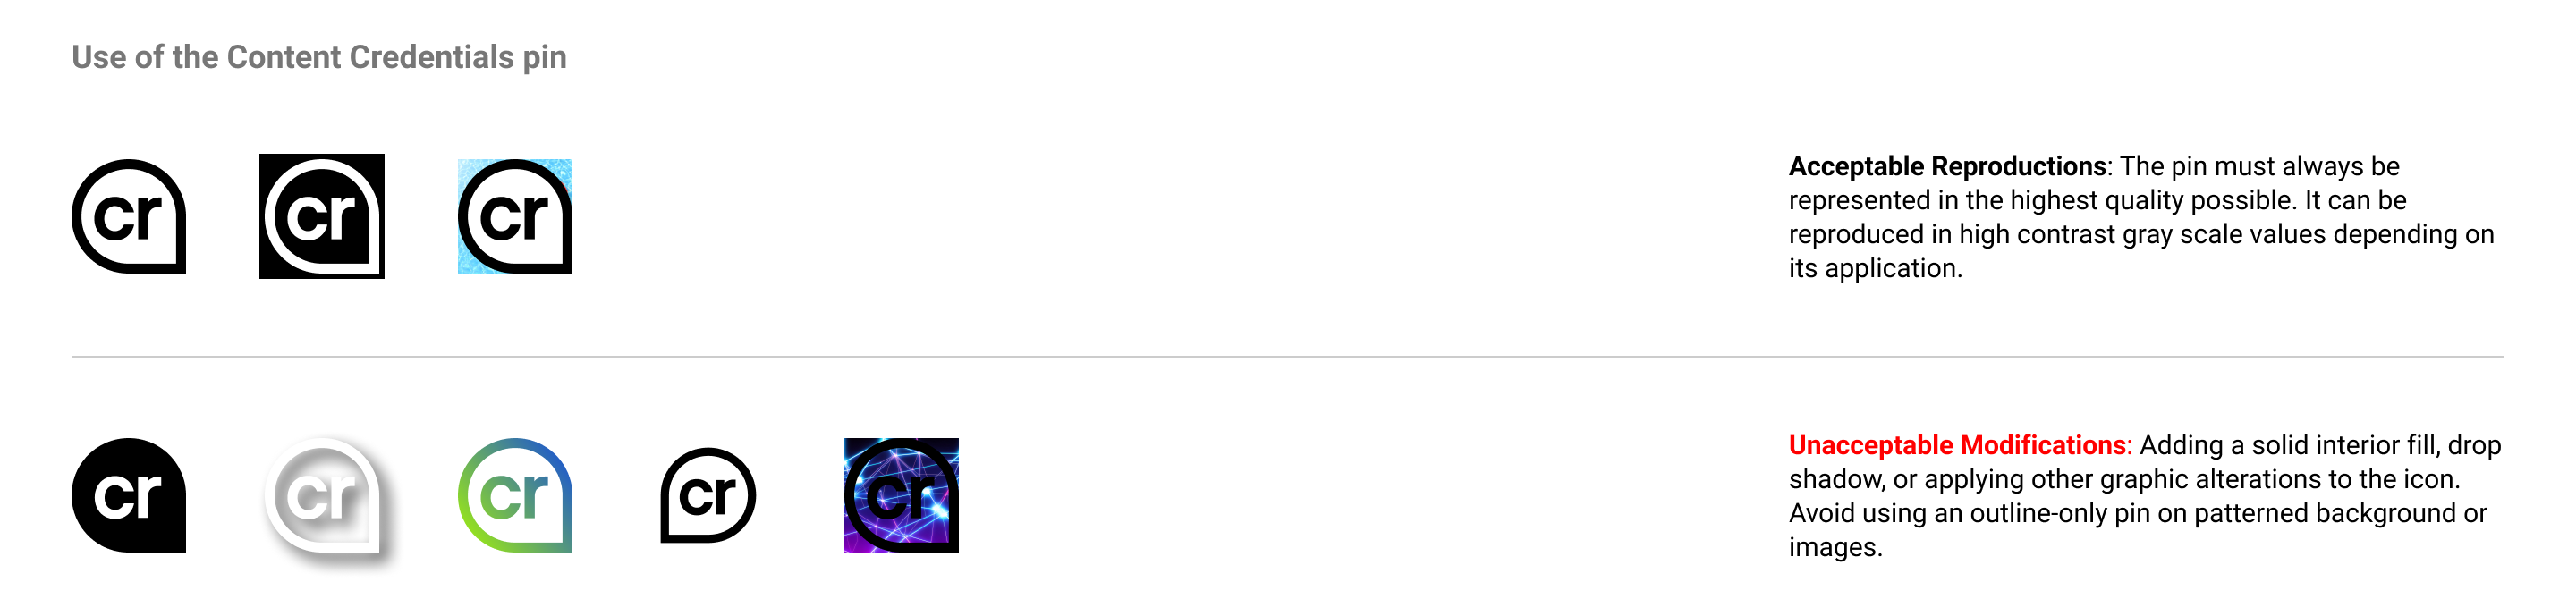 Use of the Content Credentials pin
cr cr cr
Acceptable Reproductions: The pin must always be
represented in the highest quality possible. It can be
reproduced in high contrast gray scale values depending on
its application.
cr cr cr cr cr
Unacceptable Modifications: Adding a solid interior fill, drop
shadow, or applying other graphic alterations to the icon.
Avoid using an outline-only pin on patterned background or
images.